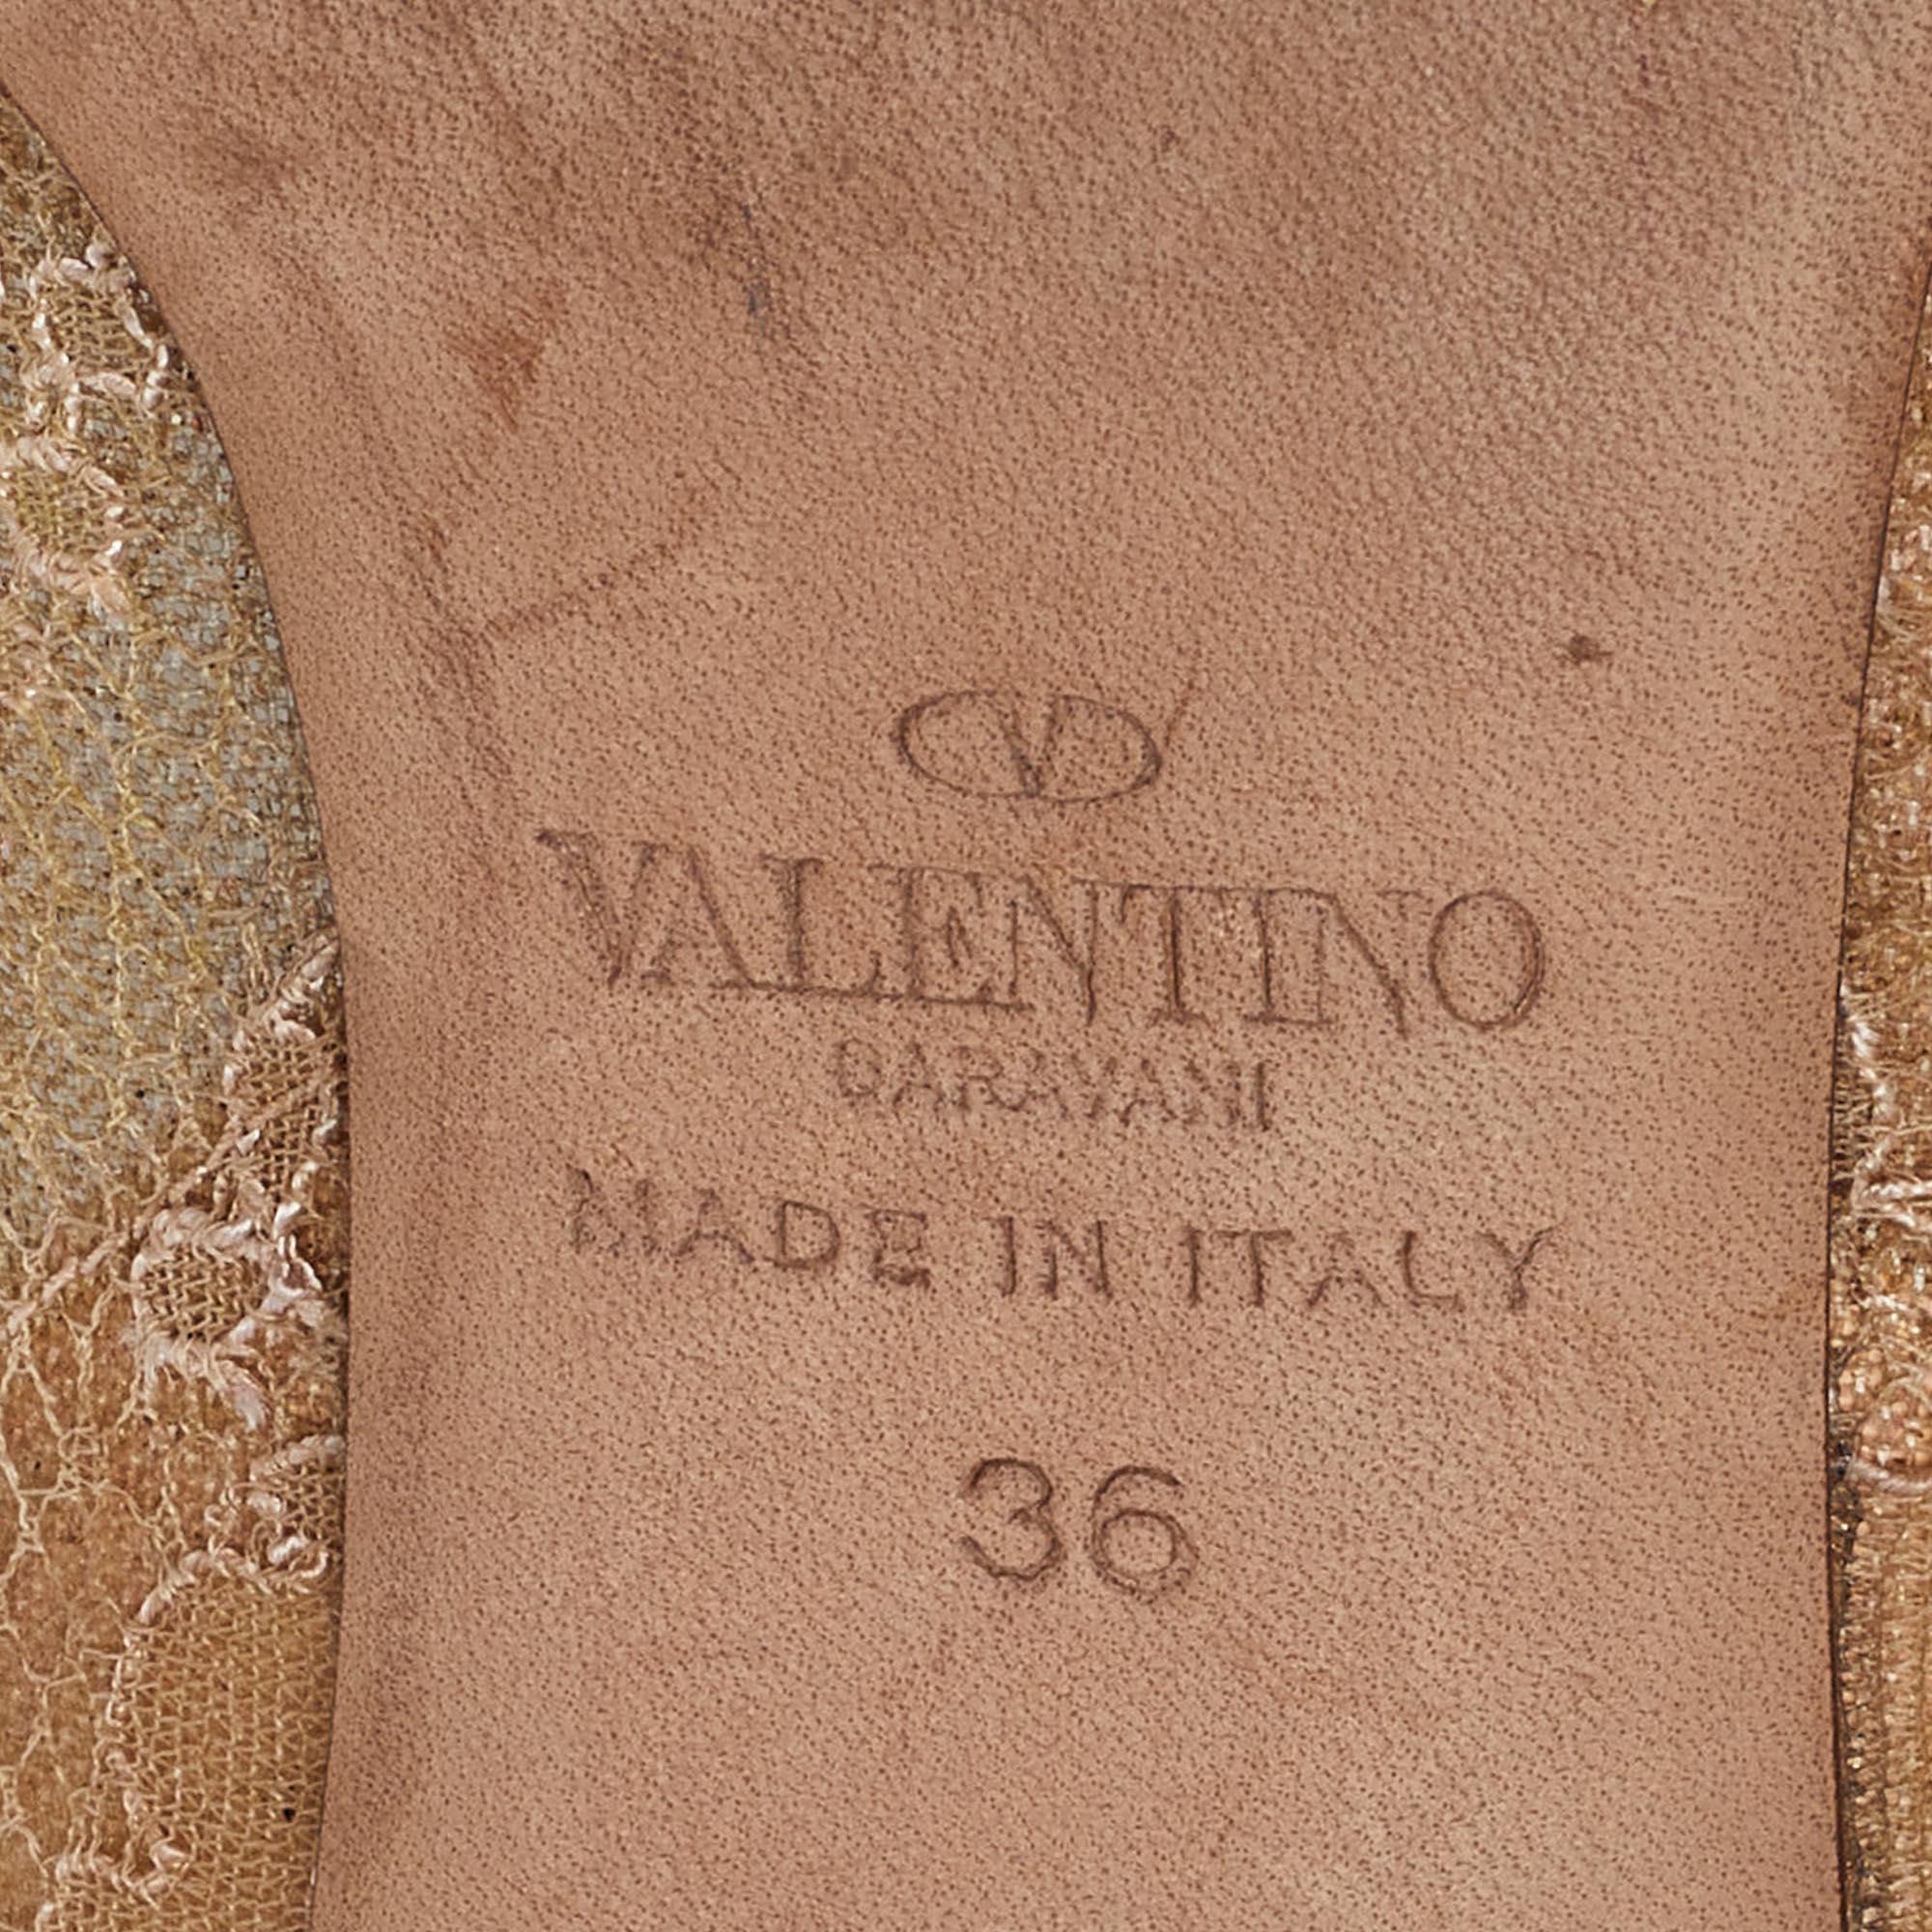 V
VALENTINO
GARAVANI
MADE IN ITALY
36